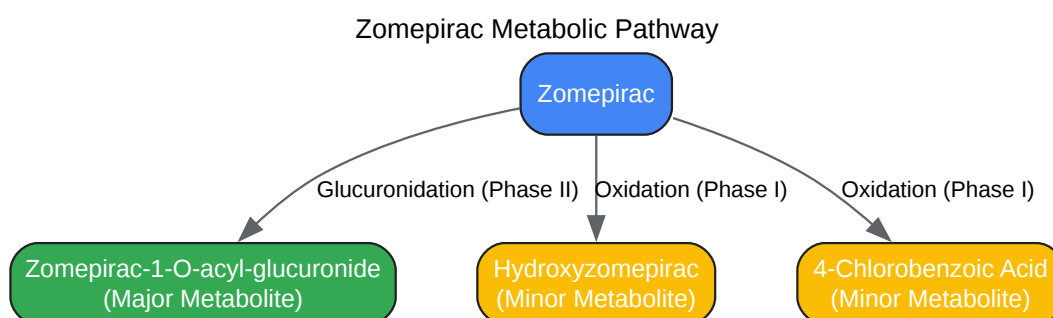 Zomepirac Metabolic Pathway
Zomepirac
Glucuronidation (Phase II)
Oxidation (Phase I)
Oxidation (Phase I)
Zomepirac-1-O-acyl-glucuronide
(Major Metabolite)
Hydroxyzomepirac
(Minor Metabolite)
4-Chlorobenzoic Acid
(Minor Metabolite)